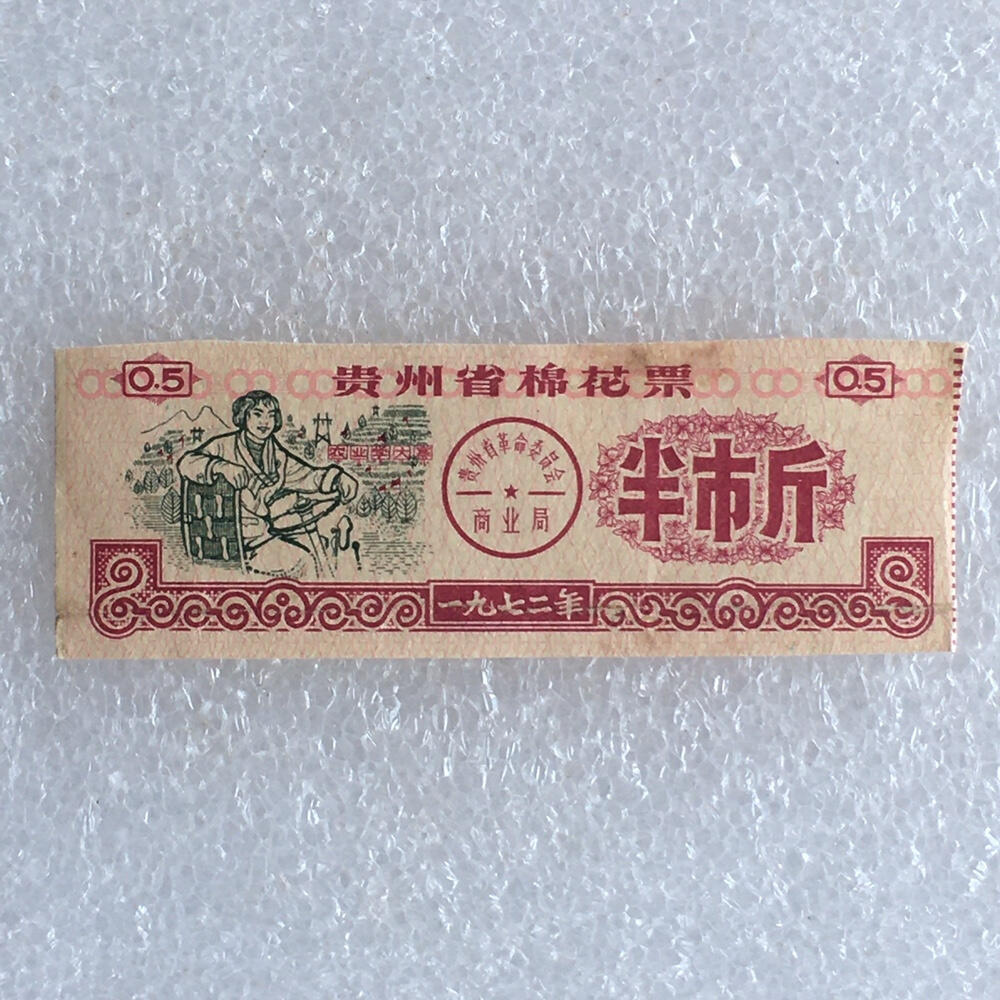 0.5 贵州省棉花票 0.5
农业学大寨
贵州省革命委员会
商业局
半市斤
一九七二年